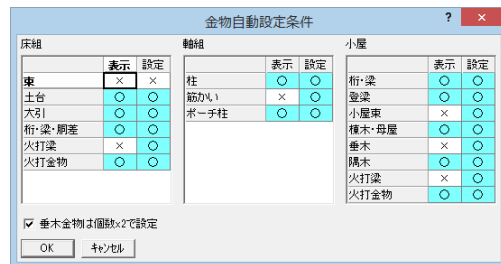 金物自動設定条件 ? ×
床組
表示 設定
束 × ×
土台 ○ ○
大引 ○ ○
桁・梁・胴差 ○ ○
火打梁 × ○
火打金物 ○ ○
軸組
表示 設定
柱 ○ ○
筋かい × ○
ポーチ柱 ○ ○
小屋
表示 設定
桁・梁 ○ ○
登梁 ○ ○
小屋束 × ○
棟木・母屋 ○ ○
垂木 × ○
隅木 ○ ○
火打梁 × ○
火打金物 ○ ○
垂木金物は個数x2で設定
OK キャンセル